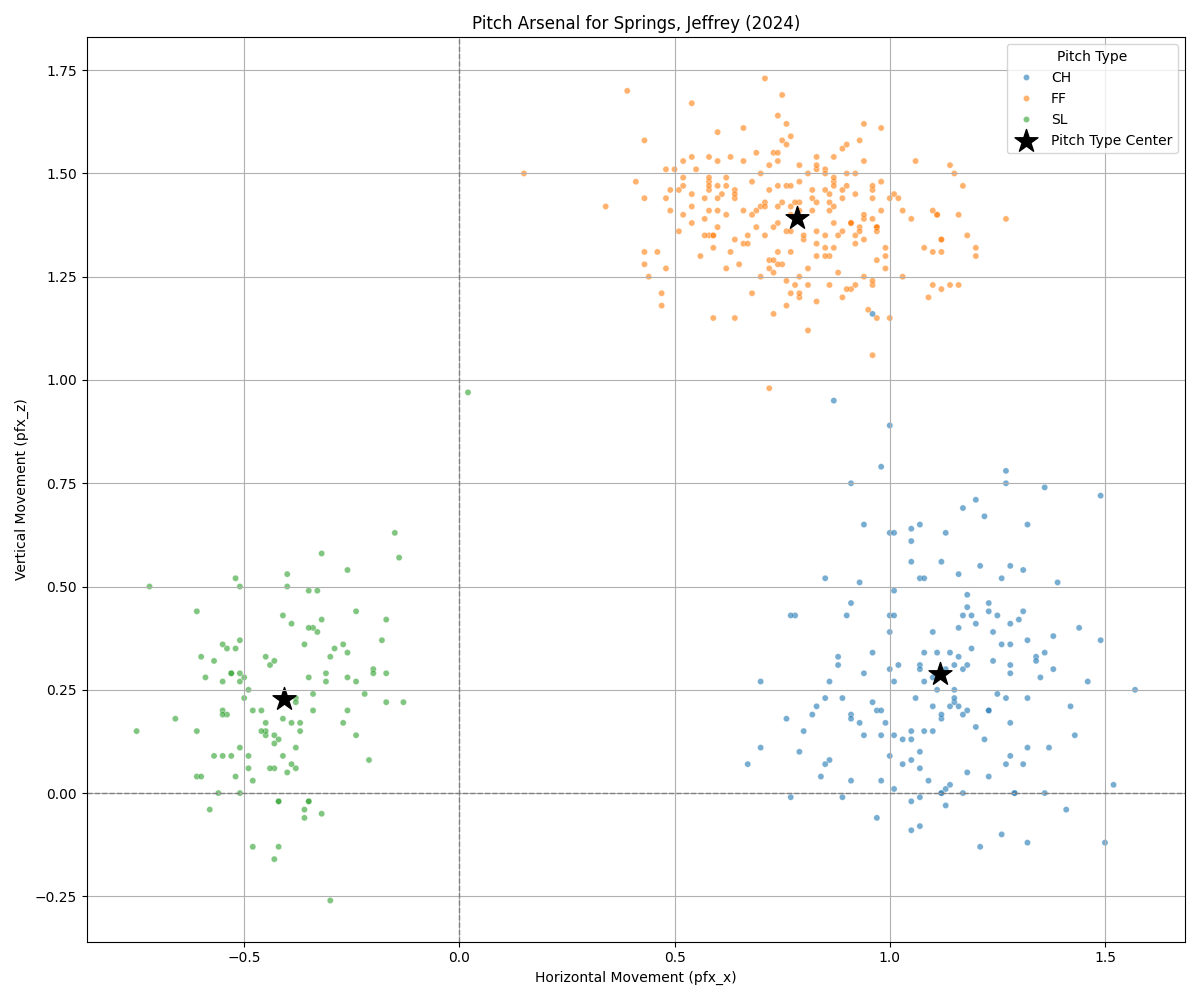 Pitch Arsenal for Springs, Jeffrey (2024)
Pitch Type
CH
FF
SL
Pitch Type Center
Vertical Movement (pfx_z)
1.75
1.50
1.25
1.00
0.75
0.50
0.25
0.00
−0.25
−0.5
0.0
0.5
1.0
1.5
Horizontal Movement (pfx_x)